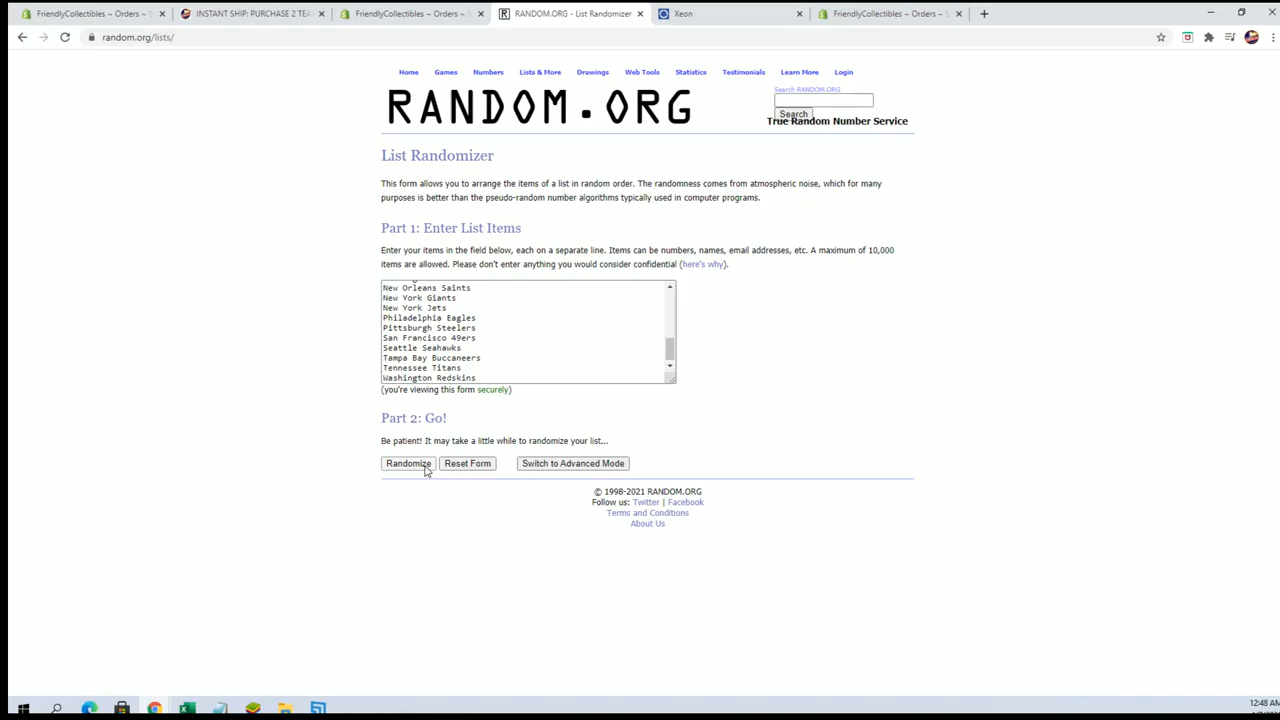 FriendlyCollectibles ~ Orders ~ S
INSTANT SHIP: PURCHASE 2 TEA
FriendlyCollectibles ~ Orders ~ S
RANDOM.ORG - List Randomizer
Xeon
FriendlyCollectibles ~ Orders ~ S
random.org/lists/
Home Games Numbers Lists & More Drawings Web Tools Statistics Testimonials Learn More Login
RANDOM.ORG
Search RANDOM.ORG
Search
True Random Number Service
List Randomizer
This form allows you to arrange the items of a list in random order. The randomness comes from atmospheric noise, which for many
purposes is better than the pseudo-random number algorithms typically used in computer programs.
Part 1: Enter List Items
Enter your items in the field below, each on a separate line. Items can be numbers, names, email addresses, etc. A maximum of 10,000
items are allowed. Please don't enter anything you would consider confidential (here's why).
New Orleans Saints
New York Giants
New York Jets
Philadelphia Eagles
Pittsburgh Steelers
San Francisco 49ers
Seattle Seahawks
Tampa Bay Buccaneers
Tennessee Titans
Washington Redskins
(you're viewing this form securely)
Part 2: Go!
Be patient! It may take a little while to randomize your list...
Randomize Reset Form Switch to Advanced Mode
© 1998-2021 RANDOM.ORG
Follow us: Twitter | Facebook
Terms and Conditions
About Us
12:48 AM